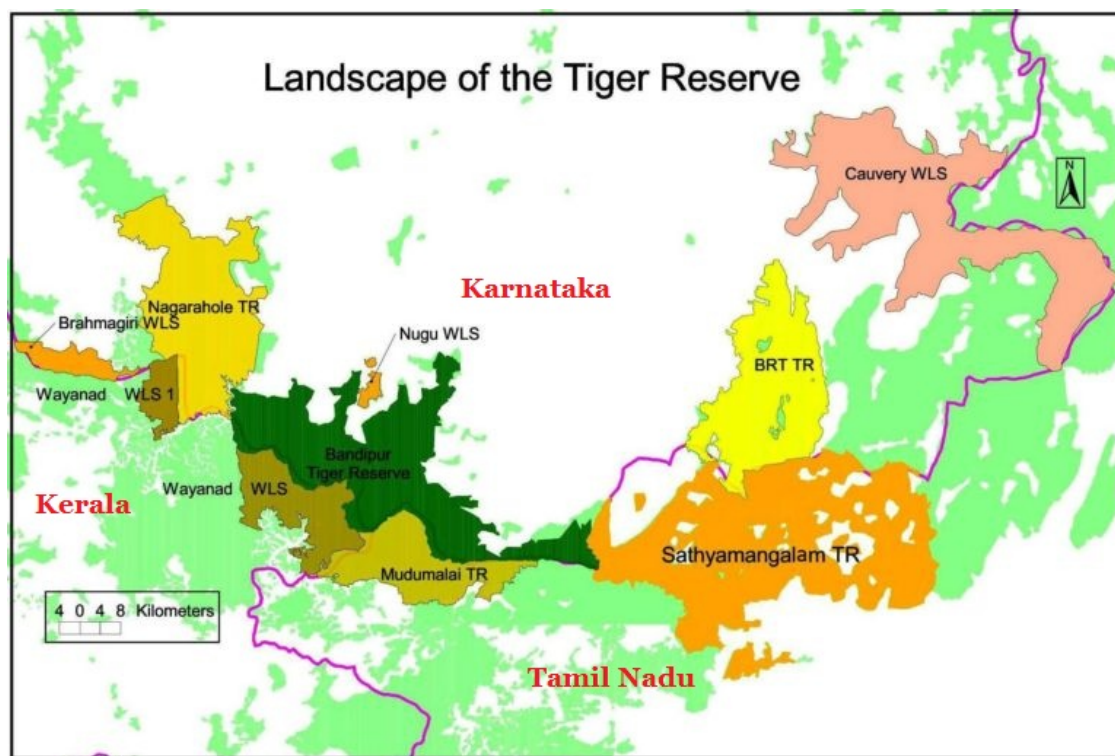 Landscape of the Tiger Reserve
Cauvery WLS
N
Karnataka
Nagarahole TR
Brahmagiri WLS
Nugu WLS
BRT TR
Wayanad
WLS 1
Bandipur
Tiger Reserve
Wayanad
WLS
Kerala
Sathyamangalam TR
Mudumalai TR
4 0 4 8 Kilometers
Tamil Nadu